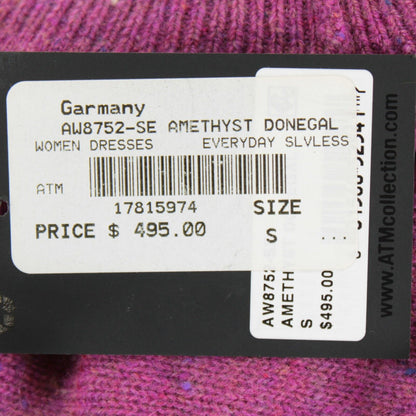 Garmany
AW8752-SE AMETHYST DONEGAL
WOMEN DRESSES EVERYDAY SLVLESS
ATM
17815974 SIZE
PRICE $ 495.00 S ...
AW8752-
AMETH
S
$495.00
www.ATMcollection.com